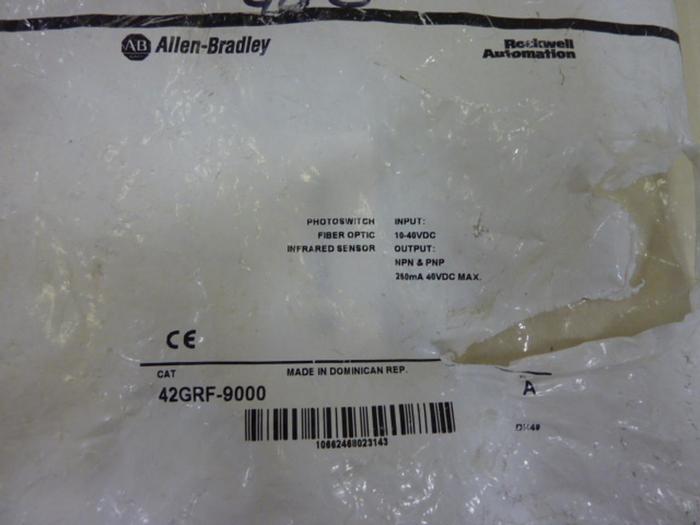 AB Allen-Bradley
Rockwell
Automation
PHOTOSWITCH INPUT:
FIBER OPTIC 10-40VDC
INFRARED SENSOR OUTPUT:
NPN & PNP
250mA 40VDC MAX.
CE
CAT MADE IN DOMINICAN REP.
42GRF-9000 A
10662468023143